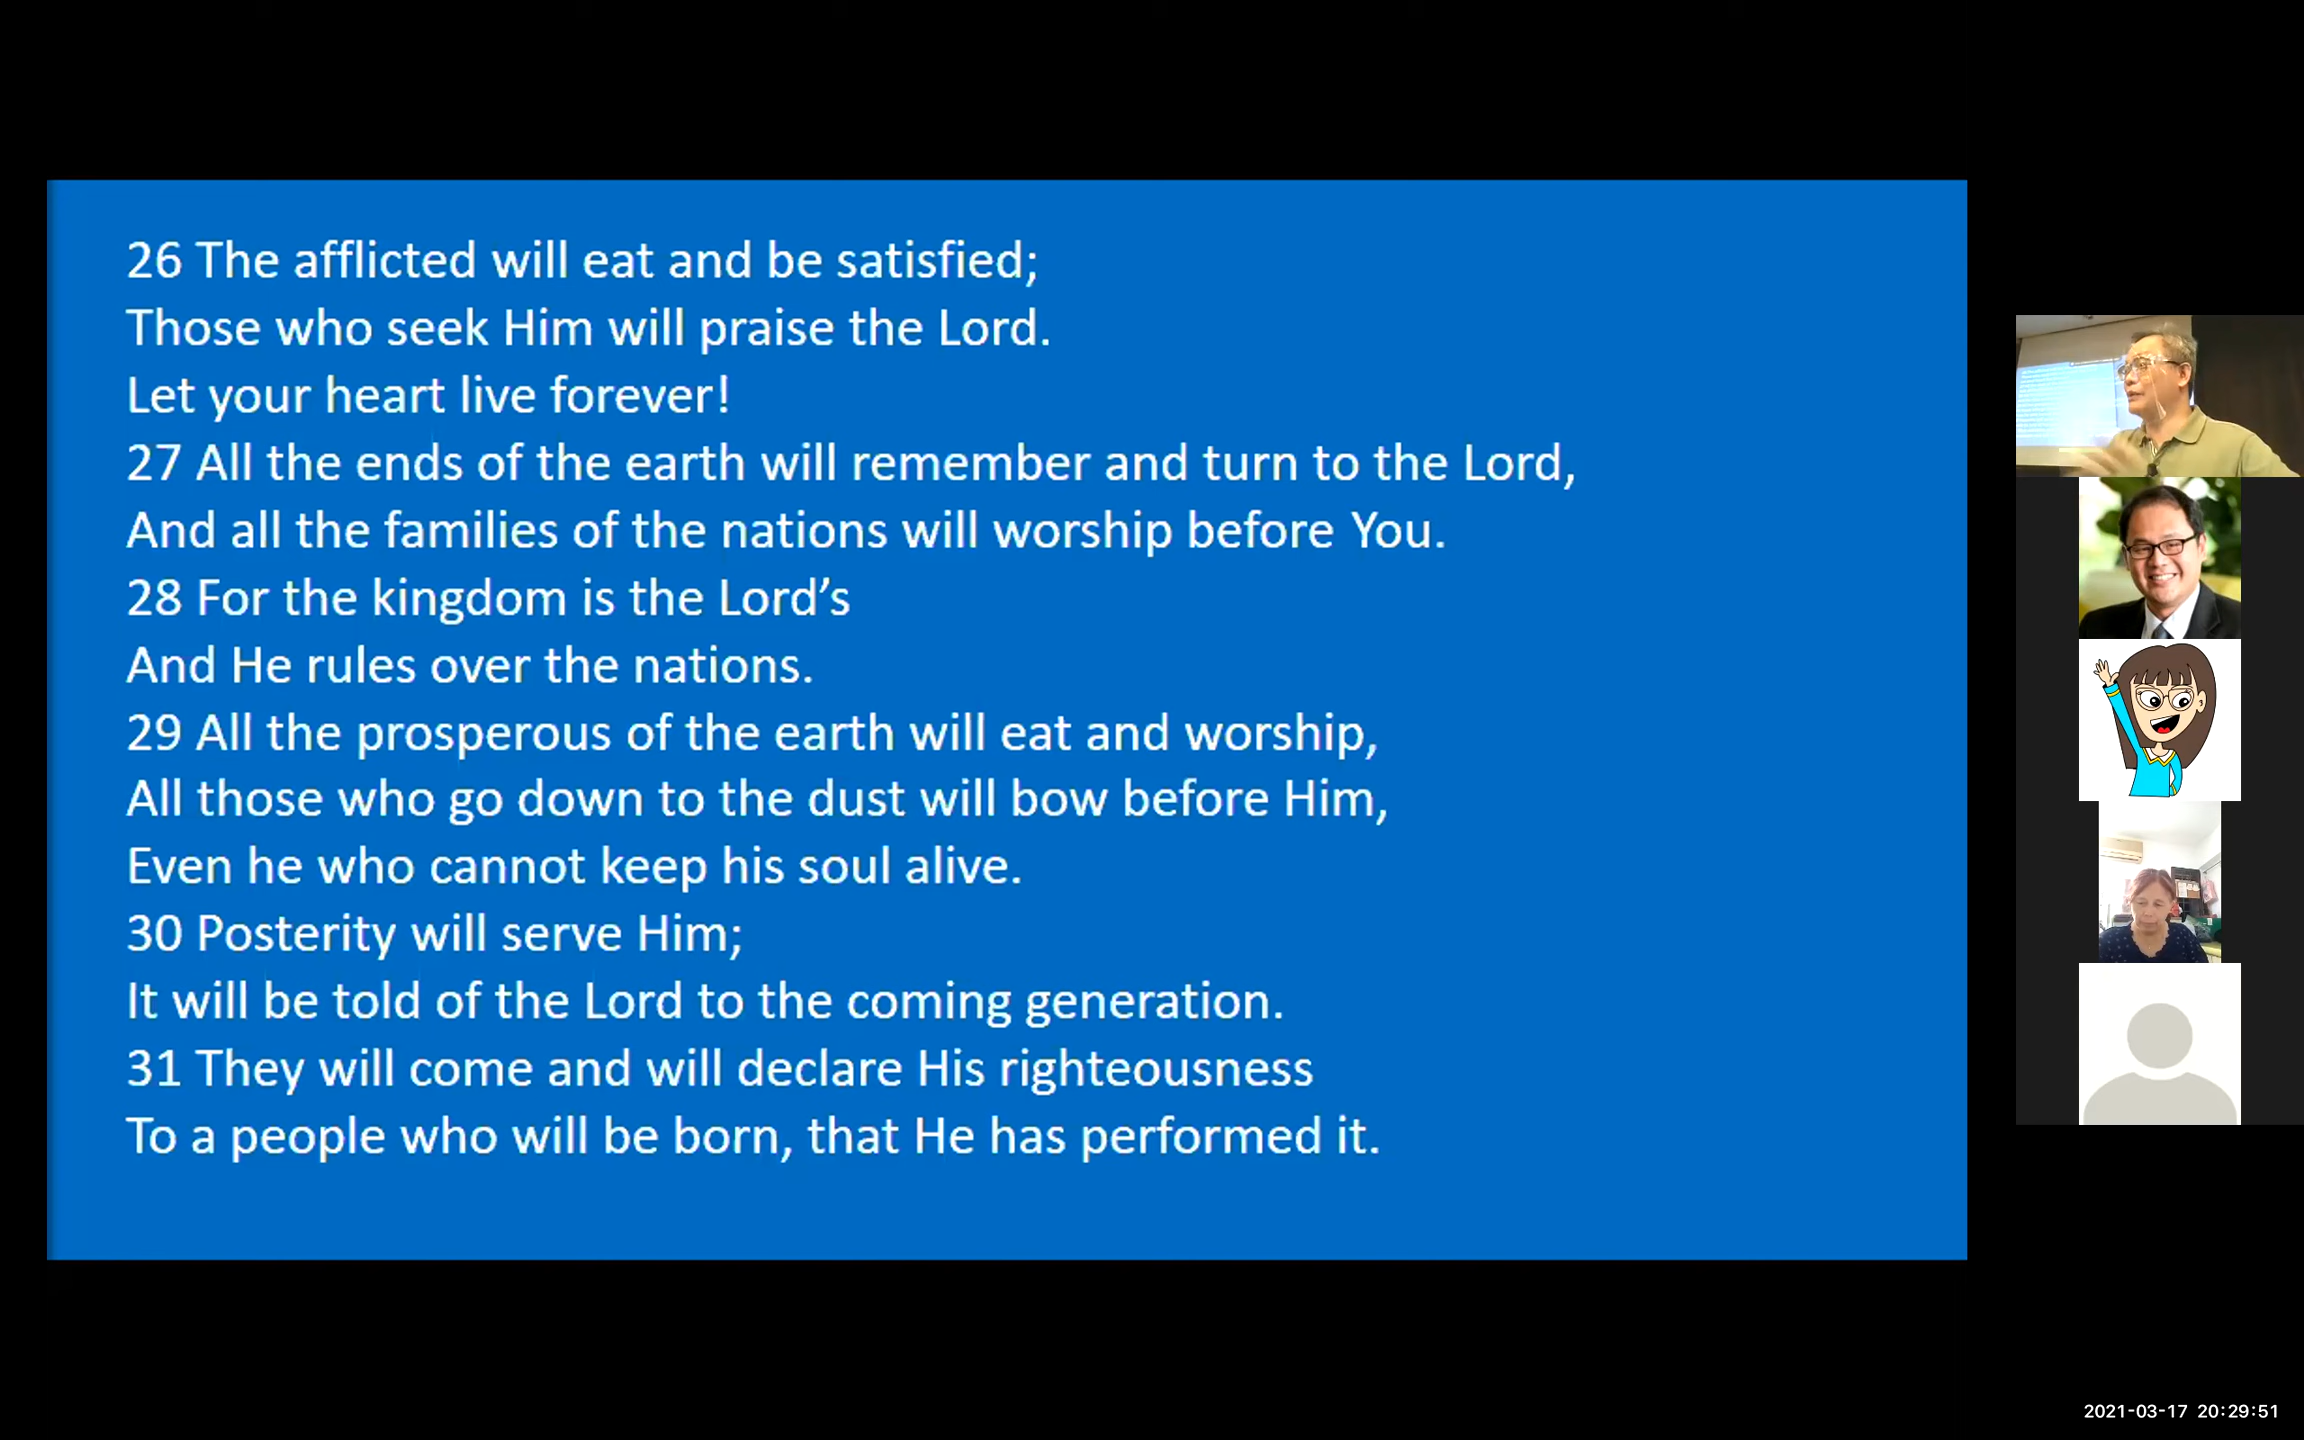 26 The afflicted will eat and be satisfied;
Those who seek Him will praise the Lord.
Let your heart live forever!
27 All the ends of the earth will remember and turn to the Lord,
And all the families of the nations will worship before You.
28 For the kingdom is the Lord’s
And He rules over the nations.
29 All the prosperous of the earth will eat and worship,
All those who go down to the dust will bow before Him,
Even he who cannot keep his soul alive.
30 Posterity will serve Him;
It will be told of the Lord to the coming generation.
31 They will come and will declare His righteousness
To a people who will be born, that He has performed it.
2021-03-17 20:29:51